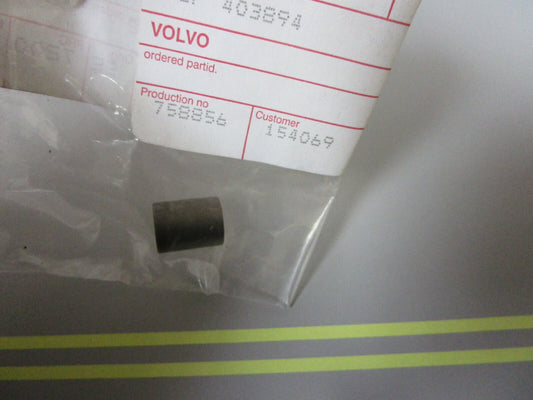 403894
VOLVO
ordered partid.
Production no
758856
Customer
154069